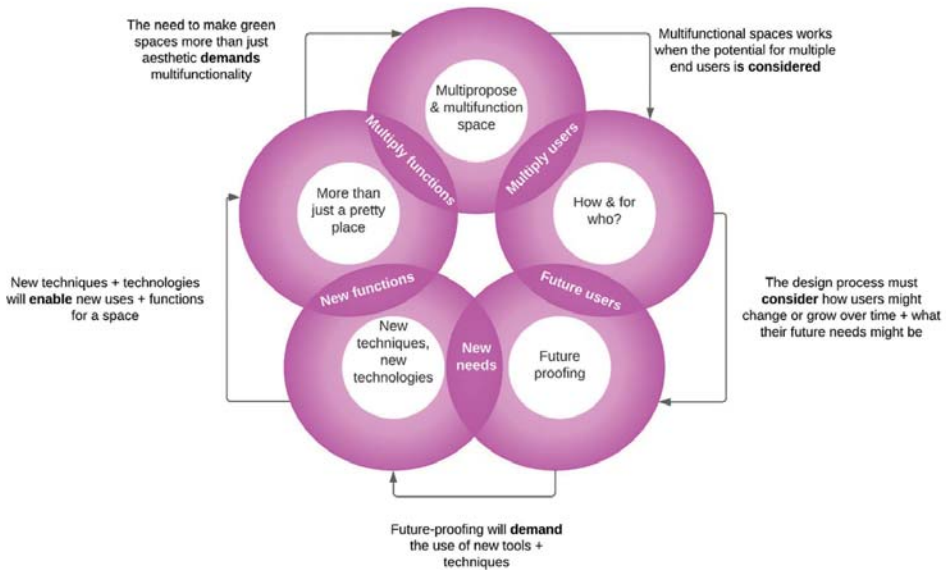 The need to make green
spaces more than just
aesthetic demands
multifunctionality
Multifunctional spaces works
when the potential for multiple
end users is considered
Multipropose
& multifunction
space
Multiply functions
Multiply users
More than
just a pretty
place
How & for
who?
New techniques + technologies
will enable new uses + functions
for a space
New functions
Future users
The design process must
consider how users might
change or grow over time + what
their future needs might be
New
techniques,
new
technologies
New
needs
Future
proofing
Future-proofing will demand
the use of new tools +
techniques